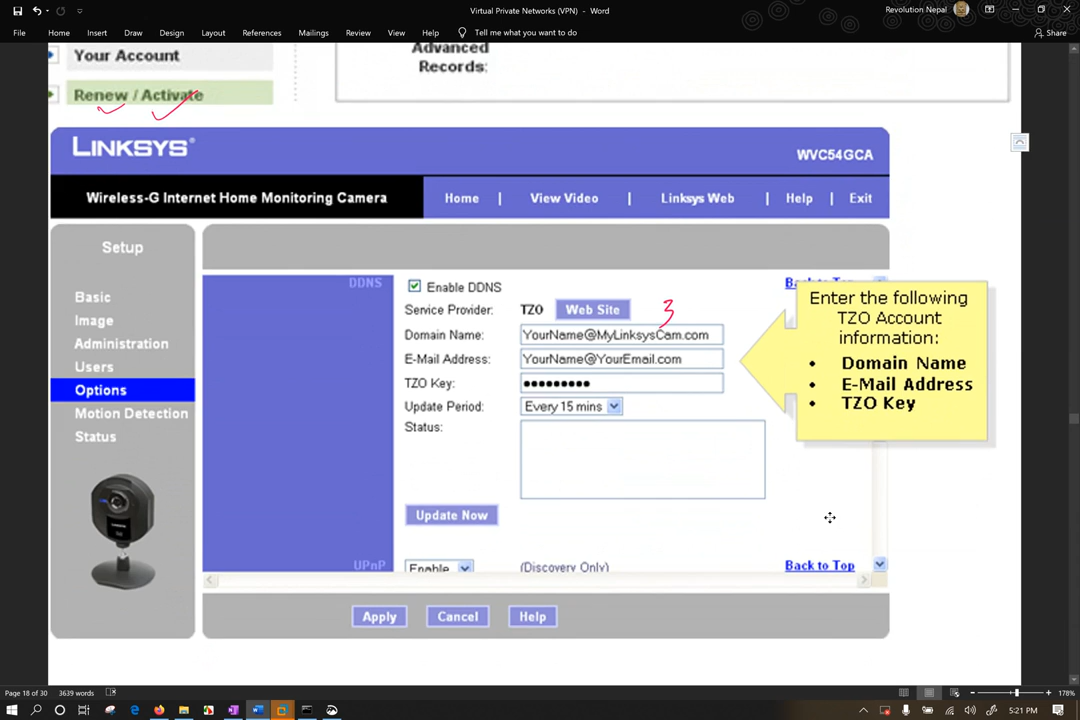 Virtual Private Networks (VPN) - Word
Revolution Nepal
File Home Insert Draw Design Layout References Mailings Review View Help Tell me what you want to do Share
Your Account
Advanced
Records:
Renew / Activate
LINKSYS®
WVC54GCA
Wireless-G Internet Home Monitoring Camera
Home | View Video | Linksys Web | Help | Exit
Setup
Basic
Image
Administration
Users
Options
Motion Detection
Status
LINKSYS
DDNS
Enable DDNS
Back to Top
Service Provider: TZO Web Site
3
Domain Name: YourName@MyLinksysCam.com
E-Mail Address: YourName@YourEmail.com
TZO Key: •••••••••
Update Period: Every 15 mins
Status:
Update Now
UPnP
Enable (Discovery Only)
Back to Top
Enter the following
TZO Account
information:
• Domain Name
• E-Mail Address
• TZO Key
Apply Cancel Help
Page 18 of 30 3639 words
178%
5:21 PM